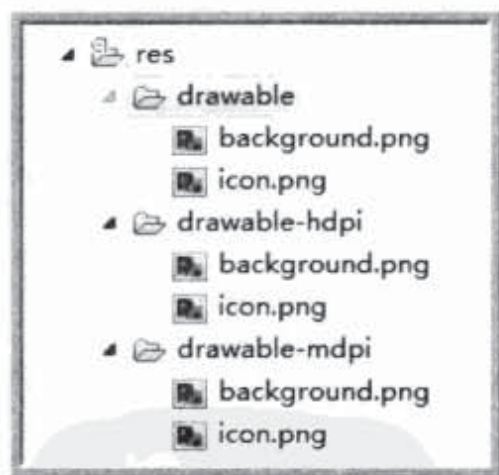 res
drawable
background.png
icon.png
drawable-hdpi
background.png
icon.png
drawable-mdpi
background.png
icon.png